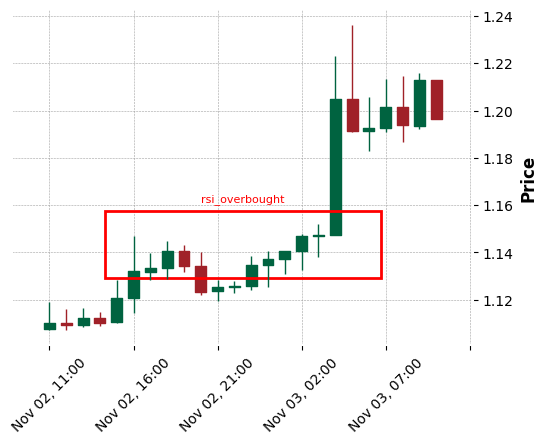 1.24
1.22
1.20
1.18
1.16
1.14
1.12
Price
rsi_overbought
Nov 02, 11:00
Nov 02, 16:00
Nov 02, 21:00
Nov 03, 02:00
Nov 03, 07:00